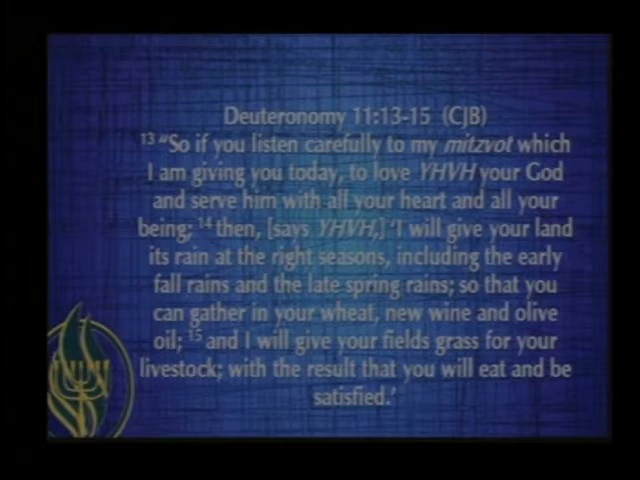 Deuteronomy 11:13-15 (CJB)
13 "So if you listen carefully to my mitzvot which
I am giving you today, to love YHVH your God
and serve him with all your heart and all your
being; 14 then, [says YHVH,] 'I will give your land
its rain at the right seasons, including the early
fall rains and the late spring rains; so that you
can gather in your wheat, new wine and olive
oil; 15 and I will give your fields grass for your
livestock; with the result that you will eat and be
satisfied.'